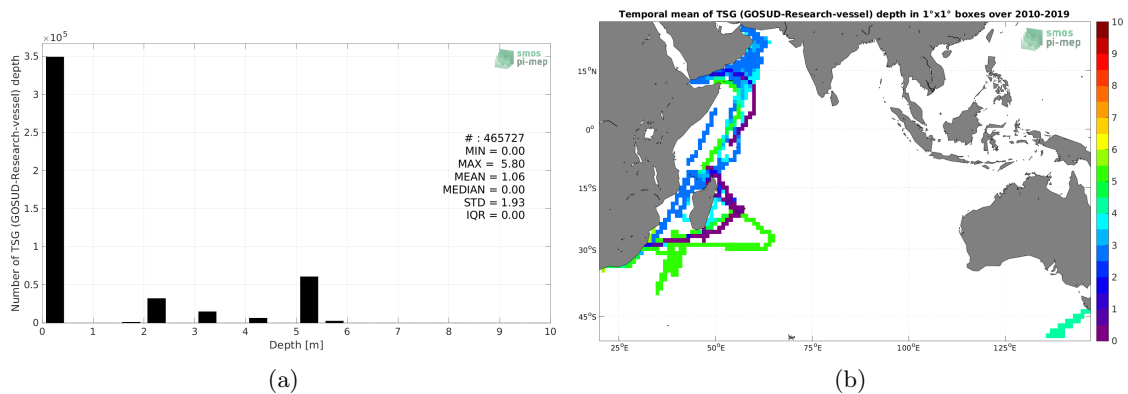 ×10⁵
3.5
3
2.5
2
1.5
1
0.5
0
Number of TSG (GOSUD-Research-vessel) depth
smos
pi-mep
# : 465727
MIN = 0.00
MAX = 5.80
MEAN = 1.06
MEDIAN = 0.00
STD = 1.93
IQR = 0.00
0 1 2 3 4 5 6 7 8 9 10
Depth [m]
(a)
Temporal mean of TSG (GOSUD-Research-vessel) depth in 1°x1° boxes over 2010-2019
smos
pi-mep
15°N
0°
15°S
30°S
45°S
25°E 50°E 75°E 100°E 125°E
10
9
8
7
6
5
4
3
2
1
0
(b)